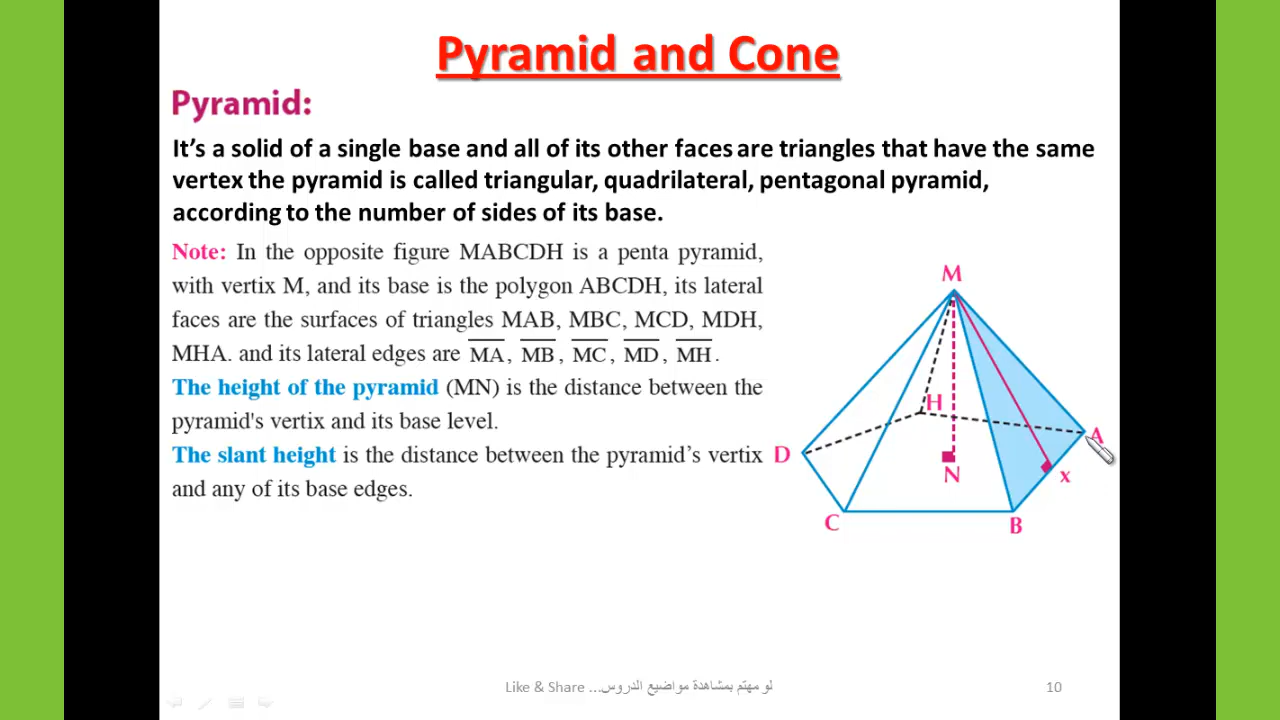 Pyramid and Cone
Pyramid:
It's a solid of a single base and all of its other faces are triangles that have the same
vertex the pyramid is called triangular, quadrilateral, pentagonal pyramid,
according to the number of sides of its base.
Note: In the opposite figure MABCDH is a penta pyramid,
with vertix M, and its base is the polygon ABCDH, its lateral
faces are the surfaces of triangles MAB, MBC, MCD, MDH,
MHA. and its lateral edges are MA, MB, MC, MD, MH.
The height of the pyramid (MN) is the distance between the
pyramid's vertix and its base level.
The slant height is the distance between the pyramid's vertix
and any of its base edges.
M
H
A
D
N
x
C
B
لو مهتم بمشاهدة مواضيع الدروس... Like & Share
10